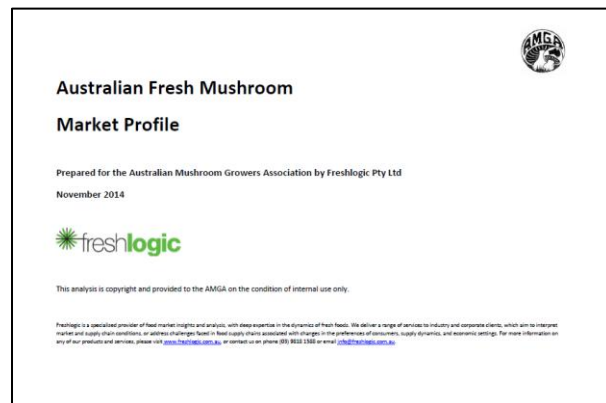 AMGA
Australian Fresh Mushroom
Market Profile
Prepared for the Australian Mushroom Growers Association by Freshlogic Pty Ltd
November 2014
freshlogic
This analysis is copyright and provided to the AMGA on the condition of internal use only.
Freshlogic is a specialised provider of food market insights and analysis, with deep expertise in the dynamics of fresh foods. We deliver a range of services to industry and corporate clients, which aim to interpret
market and supply chain conditions, or address challenges faced in food supply chains associated with changes in the preferences of consumers, supply dynamics, and economic settings. For more information on
any of our products and services, please visit www.freshlogic.com.au, or contact us on phone (03) 9818 1588 or email info@freshlogic.com.au.